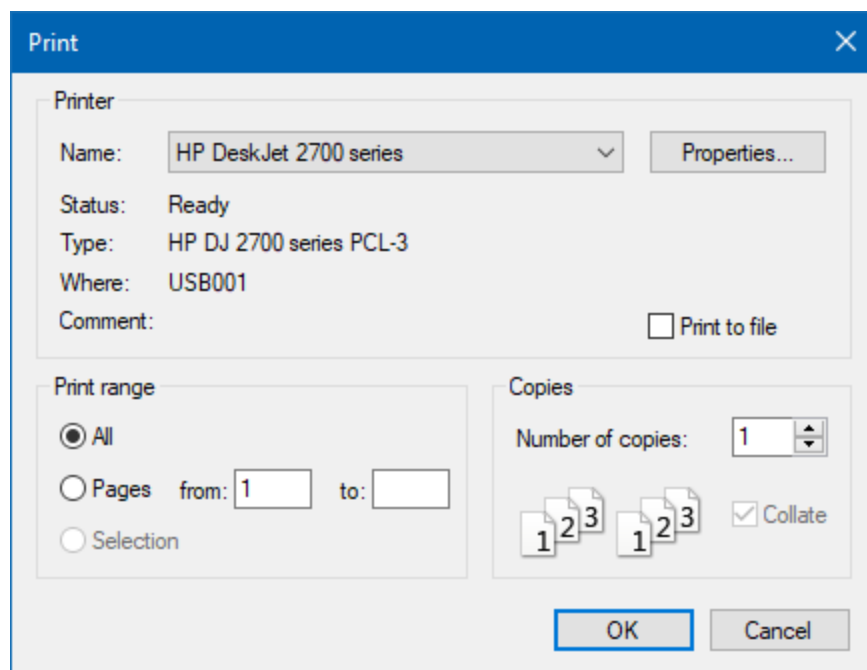 Print
Printer
Name: HP DeskJet 2700 series Properties...
Status: Ready
Type: HP DJ 2700 series PCL-3
Where: USB001
Comment: Print to file
Print range Copies
All Number of copies: 1
Pages from: 1 to:
1 2 3 1 2 3 Collate
Selection
OK Cancel